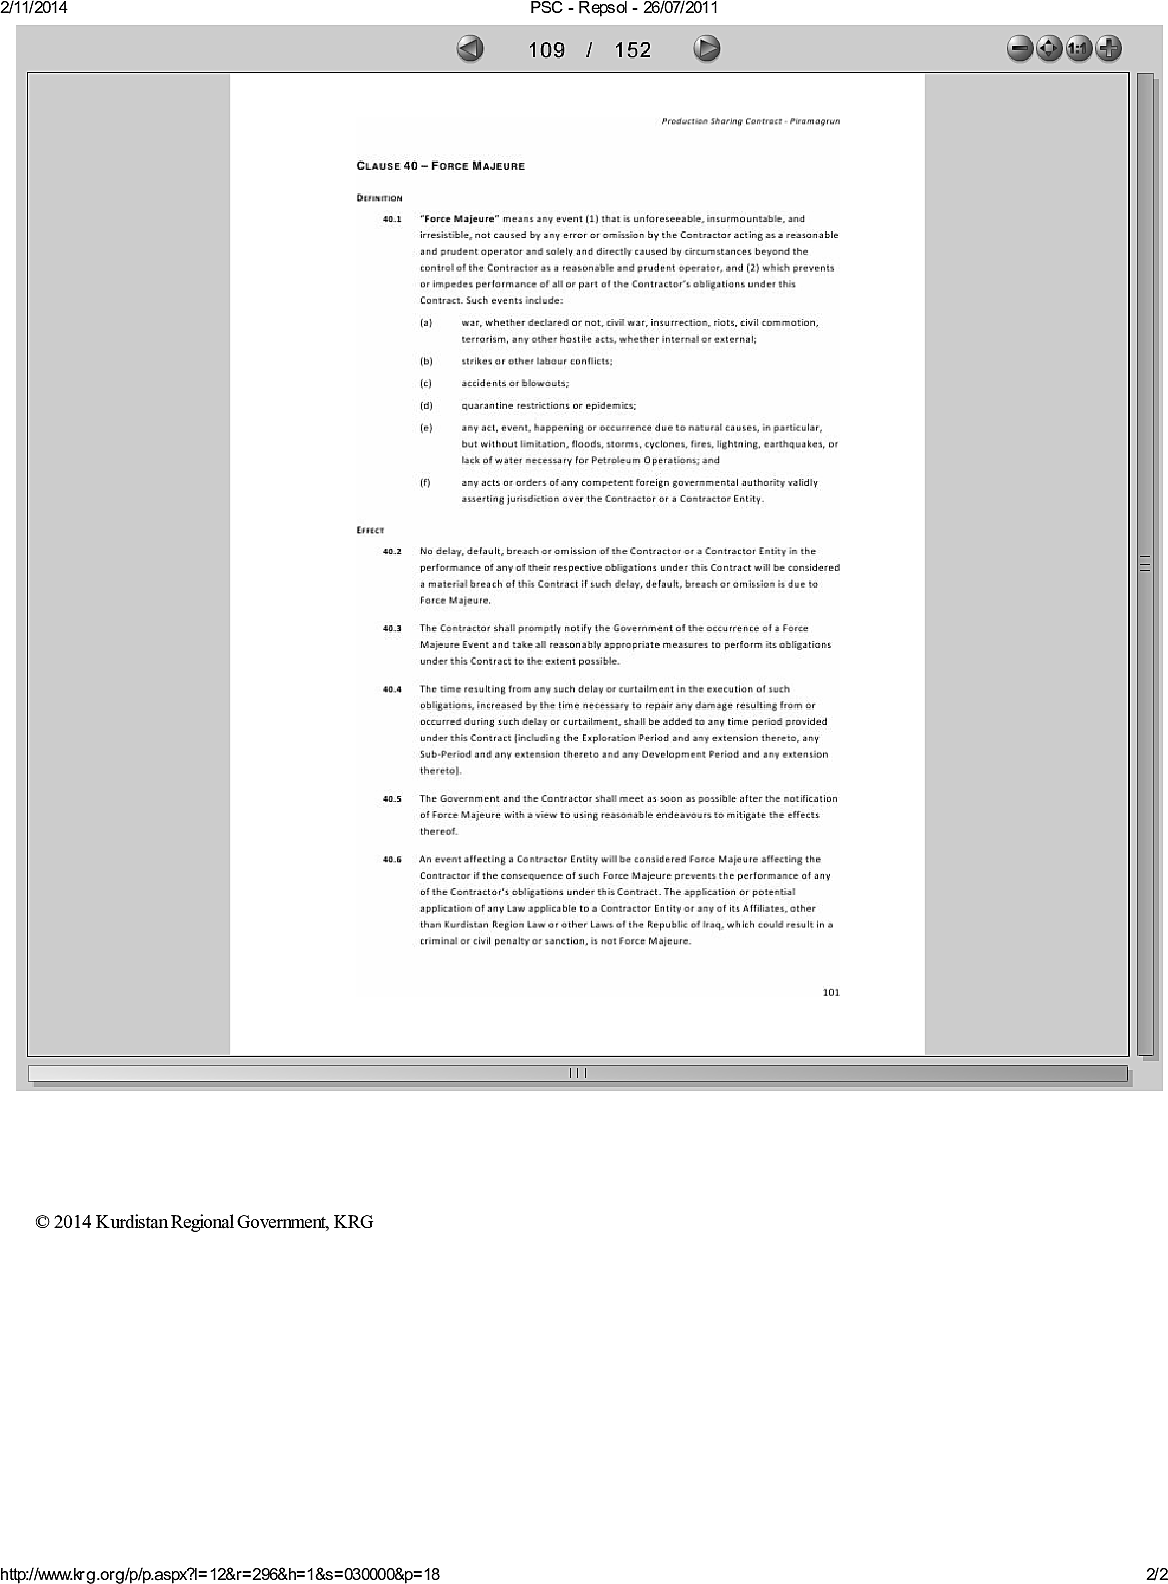 2/11/2014 PSC - Repsol - 26/07/2011
109 / 152
1:1
Production Sharing Contract - Piramagrun
CLAUSE 40 – FORCE MAJEURE
DEFINITION
40.1 "Force Majeure" means any event (1) that is unforeseeable, insurmountable, and
irresistible, not caused by any error or omission by the Contractor acting as a reasonable
and prudent operator and solely and directly caused by circumstances beyond the
control of the Contractor as a reasonable and prudent operator, and (2) which prevents
or impedes performance of all or part of the Contractor's obligations under this
Contract. Such events include:
(a) war, whether declared or not, civil war, insurrection, riots, civil commotion,
terrorism, any other hostile acts, whether internal or external;
(b) strikes or other labour conflicts;
(c) accidents or blowouts;
(d) quarantine restrictions or epidemics;
(e) any act, event, happening or occurrence due to natural causes, in particular,
but without limitation, floods, storms, cyclones, fires, lightning, earthquakes, or
lack of water necessary for Petroleum Operations; and
(f) any acts or orders of any competent foreign governmental authority validly
asserting jurisdiction over the Contractor or a Contractor Entity.
EFFECT
40.2 No delay, default, breach or omission of the Contractor or a Contractor Entity in the
performance of any of their respective obligations under this Contract will be considered
a material breach of this Contract if such delay, default, breach or omission is due to
Force Majeure.
40.3 The Contractor shall promptly notify the Government of the occurrence of a Force
Majeure Event and take all reasonably appropriate measures to perform its obligations
under this Contract to the extent possible.
40.4 The time resulting from any such delay or curtailment in the execution of such
obligations, increased by the time necessary to repair any damage resulting from or
occurred during such delay or curtailment, shall be added to any time period provided
under this Contract (including the Exploration Period and any extension thereto, any
Sub-Period and any extension thereto and any Development Period and any extension
thereto).
40.5 The Government and the Contractor shall meet as soon as possible after the notification
of Force Majeure with a view to using reasonable endeavours to mitigate the effects
thereof.
40.6 An event affecting a Contractor Entity will be considered Force Majeure affecting the
Contractor if the consequence of such Force Majeure prevents the performance of any
of the Contractor's obligations under this Contract. The application or potential
application of any Law applicable to a Contractor Entity or any of its Affiliates, other
than Kurdistan Region Law or other Laws of the Republic of Iraq, which could result in a
criminal or civil penalty or sanction, is not Force Majeure.
101
© 2014 Kurdistan Regional Government, KRG
http://www.krg.org/p/p.aspx?l=12&r=296&h=1&s=030000&p=18 2/2